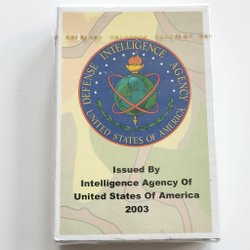 DEFENSE INTELLIGENCE AGENCY
UNITED STATES OF AMERICA
Issued By
Intelligence Agency Of
United States Of America
2003